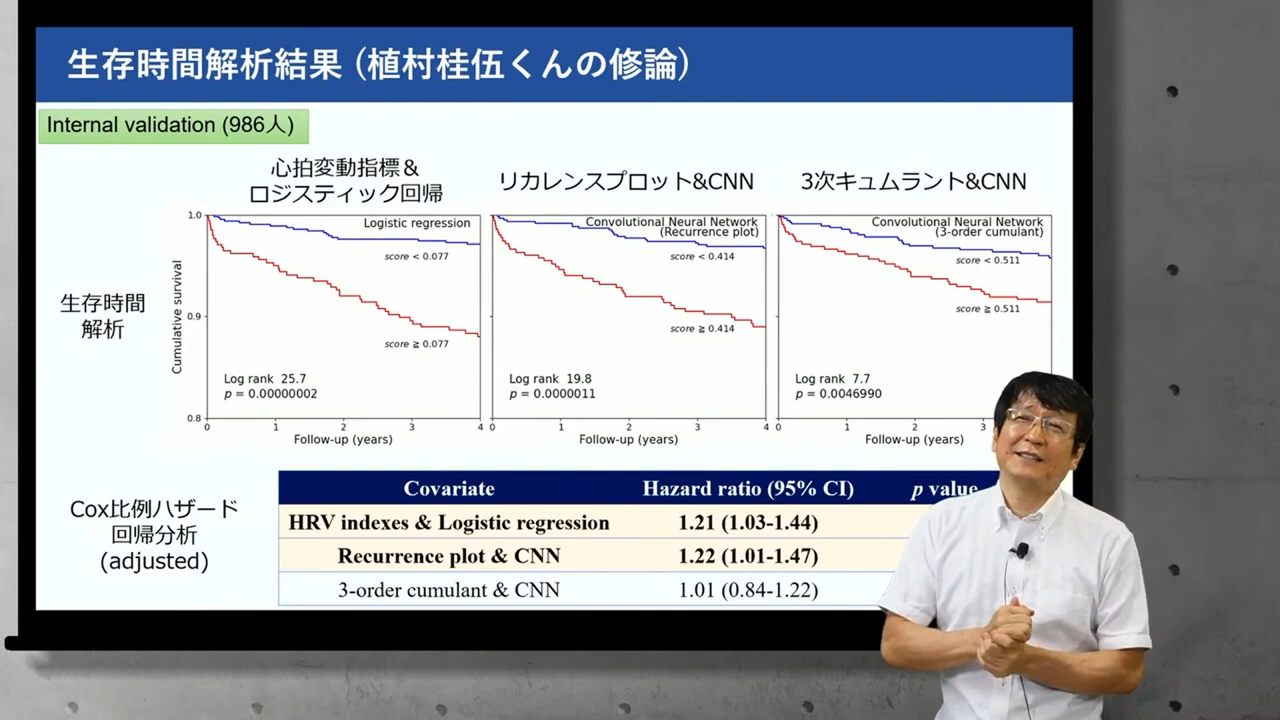 生存時間解析結果 (植村桂伍くんの修論)
Internal validation (986人)
心拍変動指標＆
ロジスティック回帰
リカレンスプロット&CNN
3次キュムラント&CNN
生存時間
解析
Cumulative survival
1.0
0.9
0.8
Logistic regression
score < 0.077
score ≧ 0.077
Log rank 25.7
p = 0.00000002
0 1 2 3 4
Follow-up (years)
Convolutional Neural Network
(Recurrence plot)
score < 0.414
score ≧ 0.414
Log rank 19.8
p = 0.0000011
0 1 2 3 4
Follow-up (years)
Convolutional Neural Network
(3-order cumulant)
score < 0.511
score ≧ 0.511
Log rank 7.7
p = 0.0046990
0 1 2 3
Follow-up (years)
Cox比例ハザード
回帰分析
(adjusted)
Covariate Hazard ratio (95% CI) p value
HRV indexes & Logistic regression 1.21 (1.03-1.44)
Recurrence plot & CNN 1.22 (1.01-1.47)
3-order cumulant & CNN 1.01 (0.84-1.22)